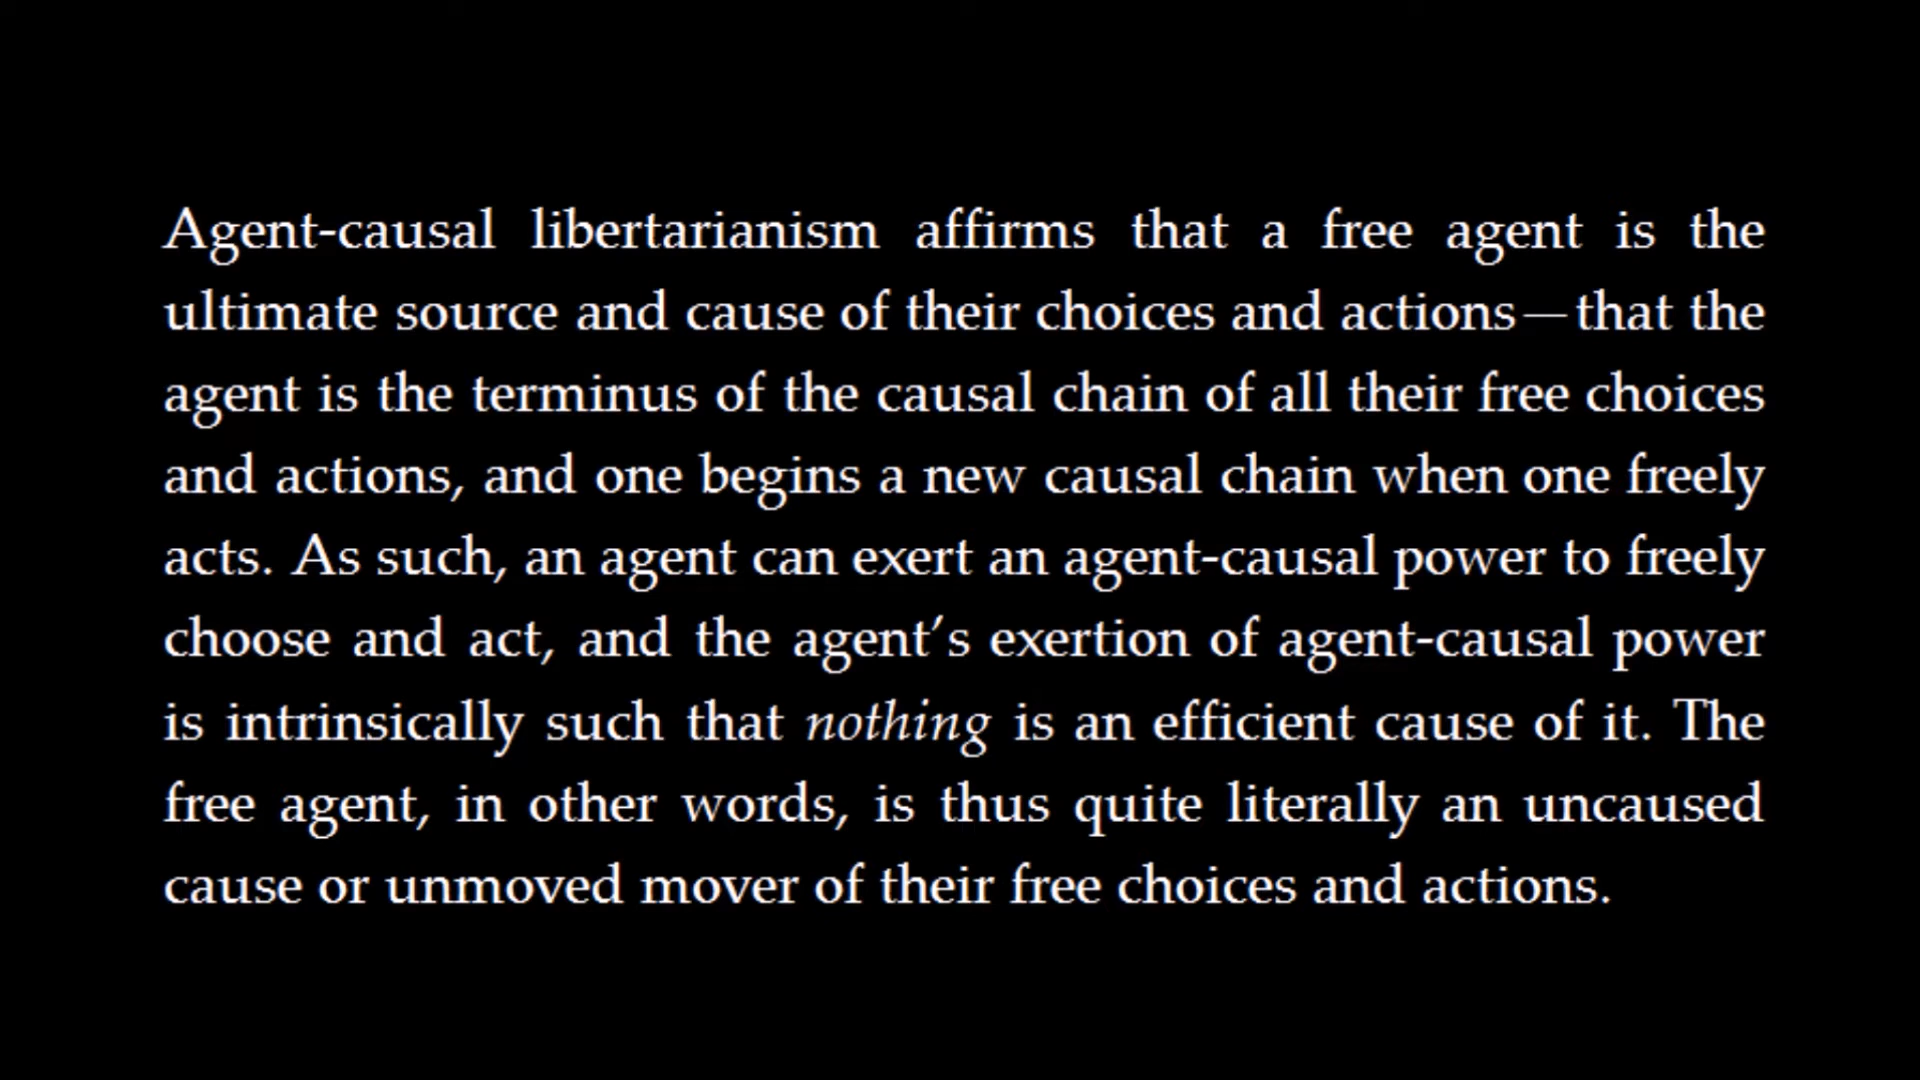 Agent-causal libertarianism affirms that a free agent is the
ultimate source and cause of their choices and actions—that the
agent is the terminus of the causal chain of all their free choices
and actions, and one begins a new causal chain when one freely
acts. As such, an agent can exert an agent-causal power to freely
choose and act, and the agent’s exertion of agent-causal power
is intrinsically such that nothing is an efficient cause of it. The
free agent, in other words, is thus quite literally an uncaused
cause or unmoved mover of their free choices and actions.